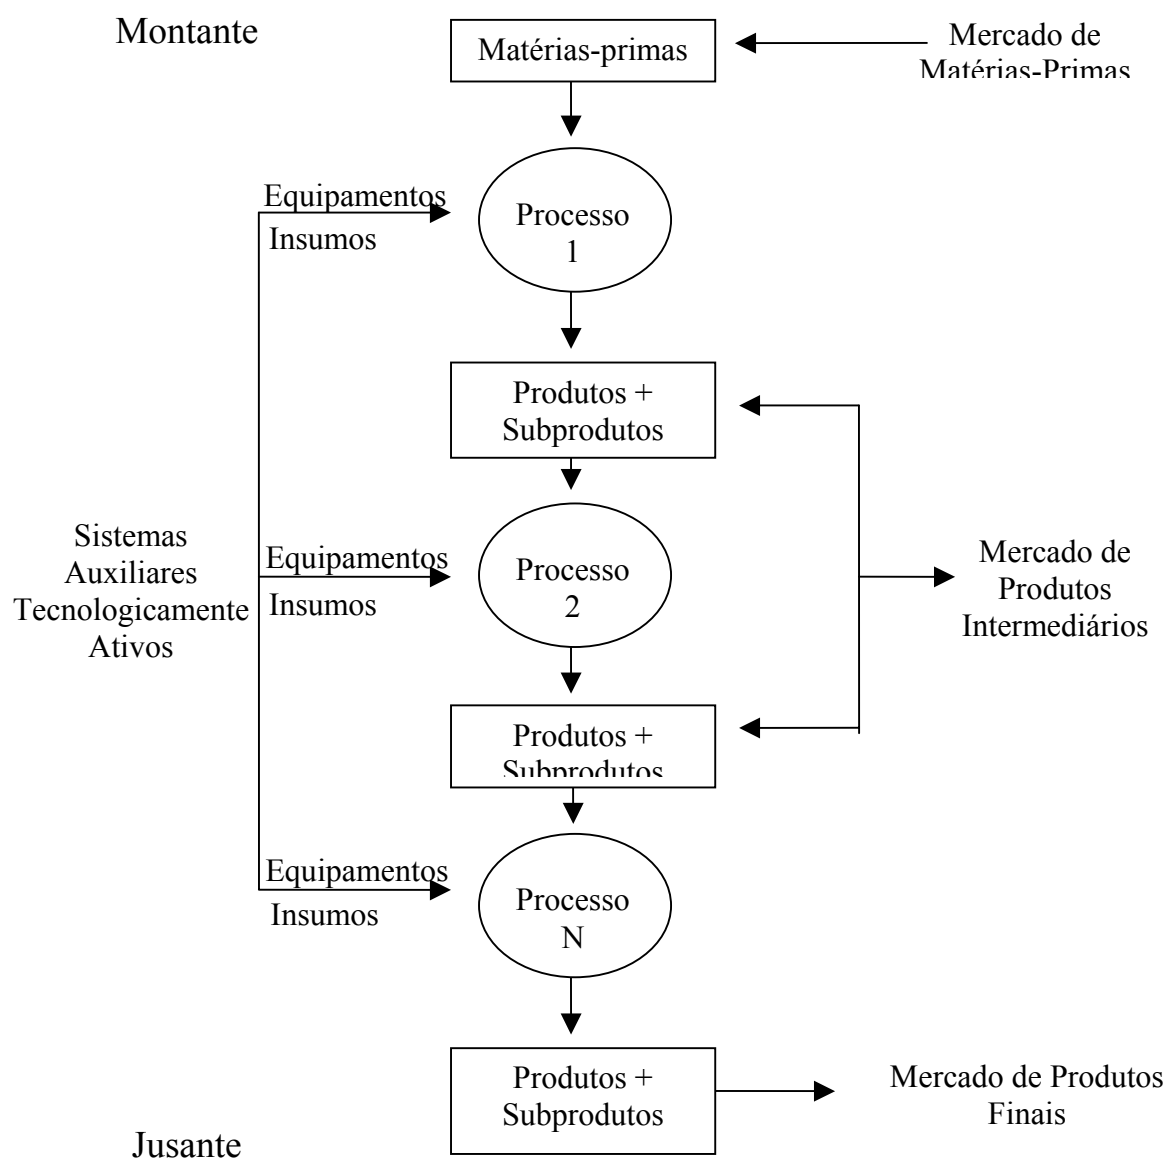 Montante
Matérias-primas
Mercado de
Matérias-Primas
Equipamentos
Insumos
Processo
1
Produtos +
Subprodutos
Sistemas
Auxiliares
Tecnologicamente
Ativos
Equipamentos
Insumos
Processo
2
Mercado de
Produtos
Intermediários
Produtos +
Subprodutos
Equipamentos
Insumos
Processo
N
Produtos +
Subprodutos
Mercado de Produtos
Finais
Jusante